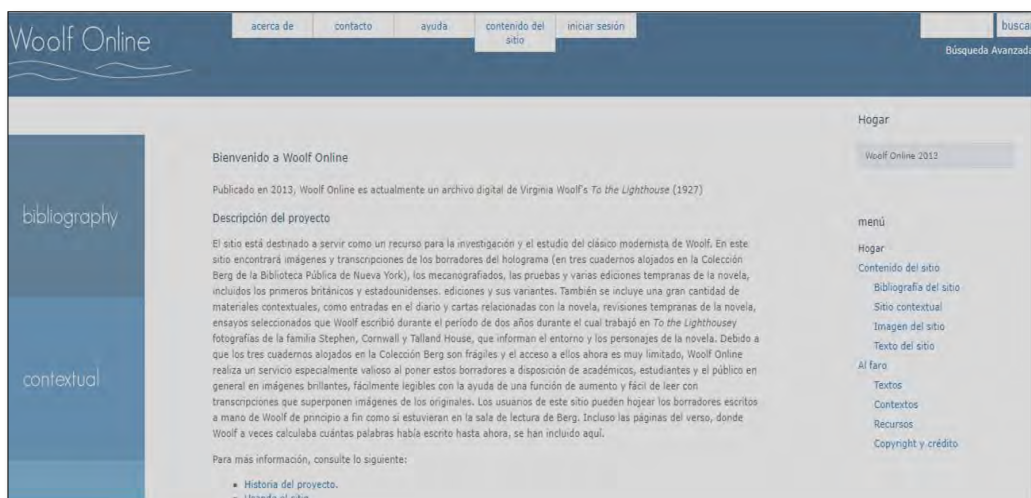 Woolf Online
acerca de
contacto
ayuda
contenido del
sitio
iniciar sesión
busca
Búsqueda Avanzada
bibliography
contextual
Bienvenido a Woolf Online
Publicado en 2013, Woolf Online es actualmente un archivo digital de Virginia Woolf's To the Lighthouse (1927)
Descripción del proyecto
El sitio está destinado a servir como un recurso para la investigación y el estudio del clásico modernista de Woolf. En este
sitio encontrará imágenes y transcripciones de los borradores del holograma (en tres cuadernos alojados en la Colección
Berg de la Biblioteca Pública de Nueva York), los mecanografiados, las pruebas y varias ediciones tempranas de la novela,
incluidos los primeros británicos y estadounidenses. ediciones y sus variantes. También se incluye una gran cantidad de
materiales contextuales, como entradas en el diario y cartas relacionadas con la novela, revisiones tempranas de la novela,
ensayos seleccionados que Woolf escribió durante el período de dos años durante el cual trabajó en To the Lighthousey
fotografías de la familia Stephen, Cornwall y Talland House, que informan el entorno y los personajes de la novela. Debido a
que los tres cuadernos alojados en la Colección Berg son frágiles y el acceso a ellos ahora es muy limitado, Woolf Online
realiza un servicio especialmente valioso al poner estos borradores a disposición de académicos, estudiantes y el público en
general en imágenes brillantes, fácilmente legibles con la ayuda de una función de aumento y fácil de leer con
transcripciones que superponen imágenes de los originales. Los usuarios de este sitio pueden hojear los borradores escritos
a mano de Woolf de principio a fin como si estuvieran en la sala de lectura de Berg. Incluso las páginas del verso, donde
Woolf a veces calculaba cuántas palabras había escrito hasta ahora, se han incluido aquí.
Para más información, consulte lo siguiente:
Historia del proyecto.
Usando el sitio
Hogar
Woolf Online 2013
menú
Hogar
Contenido del sitio
Bibliografía del sitio
Sitio contextual
Imagen del sitio
Texto del sitio
Al faro
Textos
Contextos
Recursos
Copyright y crédito